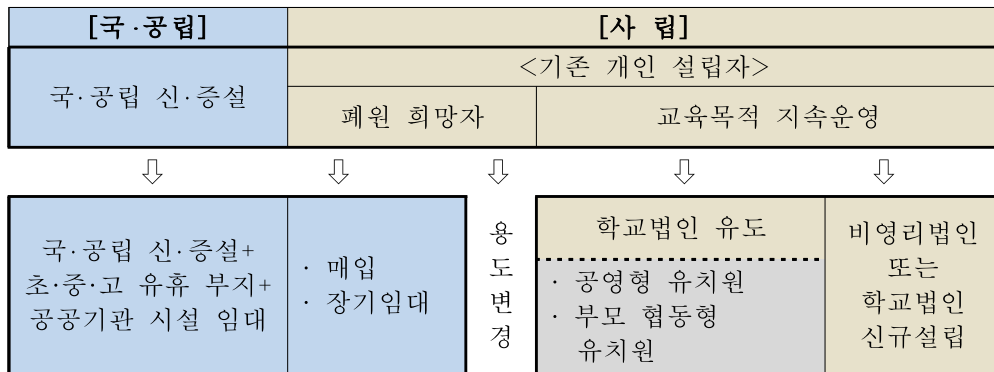 [국·공립]
[사 립]
국·공립 신·증설
<기존 개인 설립자>
폐원 희망자
교육목적 지속운영
⇩ ⇩ ⇩ ⇩ ⇩
국·공립 신·증설+
초·중·고 유휴 부지+
공공기관 시설 임대
· 매입
· 장기임대
용
도
변
경
학교법인 유도
· 공영형 유치원
· 부모 협동형
유치원
비영리법인
또는
학교법인
신규설립